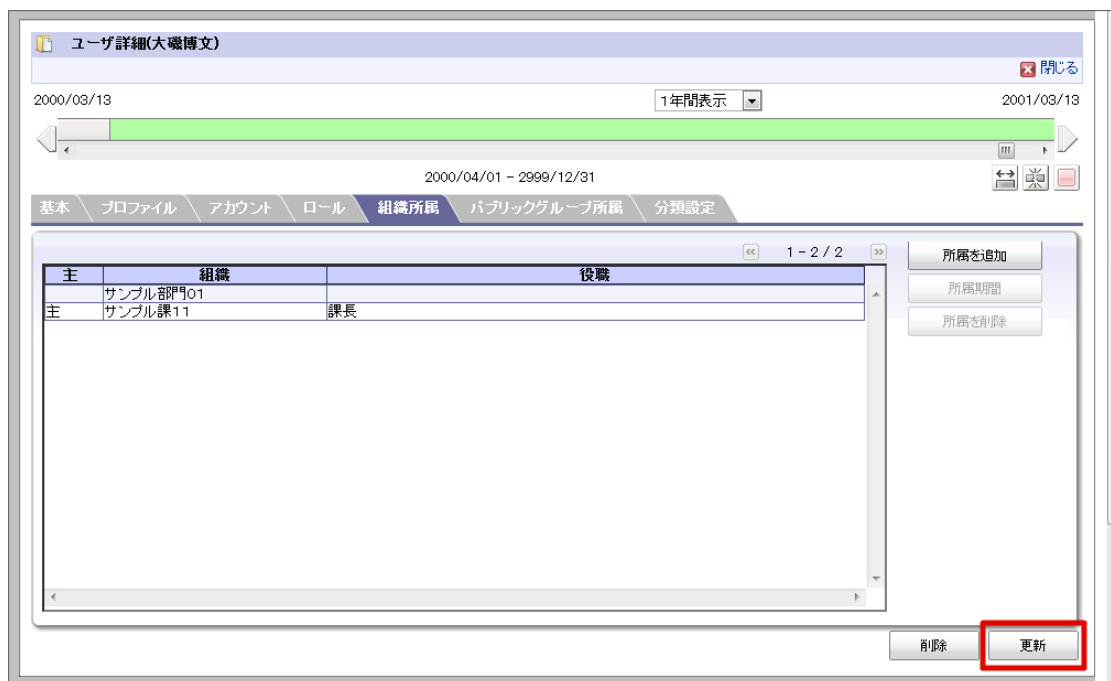 ユーザ詳細(大磯博文)
閉じる
2000/03/13 1年間表示 2001/03/13
2000/04/01 - 2999/12/31
基本 プロファイル アカウント ロール 組織所属 パブリックグループ所属 分類設定
1 - 2 / 2 所属を追加
主 組織 役職
サンプル部門01 所属期間
主 サンプル課11 課長
所属を削除
削除 更新